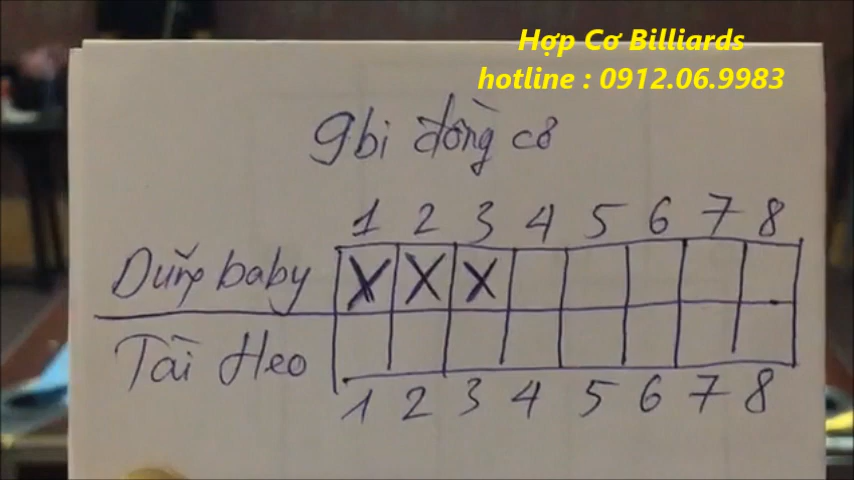 Hợp Cơ Billiards
hotline : 0912.06.9983
9bi đồng cơ
1 2 3 4 5 6 7 8
Dũng baby X X X
Tài Heo
1 2 3 4 5 6 7 8